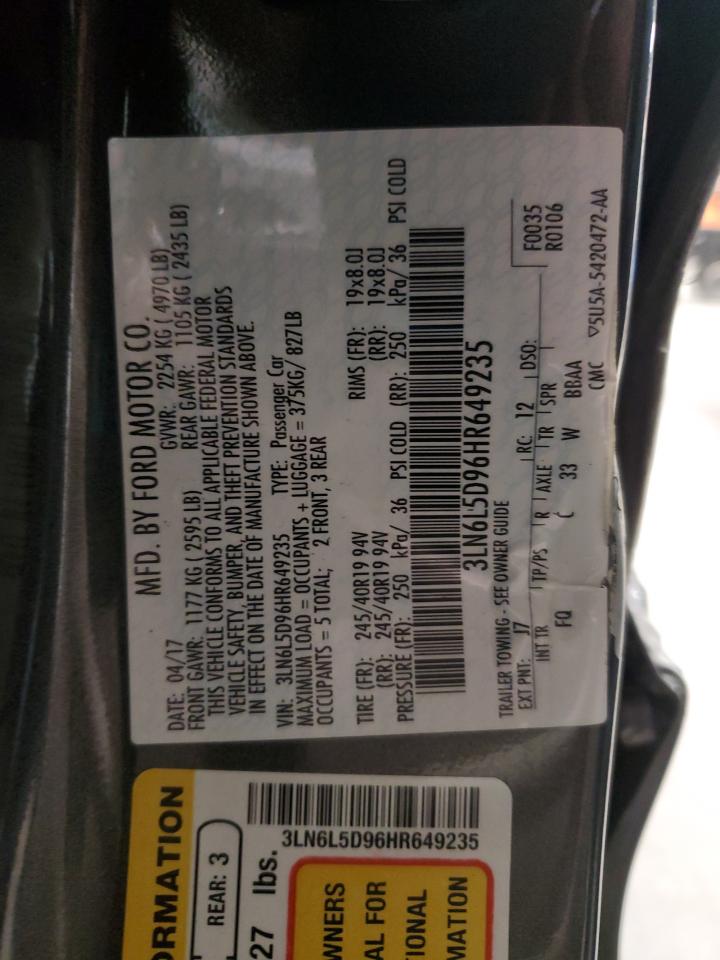 MFD. BY FORD MOTOR CO.
DATE: 04/17 GVWR: 2254 KG ( 4970 LB)
FRONT GAWR: 1177 KG ( 2595 LB) REAR GAWR: 1105 KG ( 2435 LB)
THIS VEHICLE CONFORMS TO ALL APPLICABLE FEDERAL MOTOR
VEHICLE SAFETY, BUMPER, AND THEFT PREVENTION STANDARDS
IN EFFECT ON THE DATE OF MANUFACTURE SHOWN ABOVE.
VIN: 3LN6L5D96HR649235 TYPE: Passenger Car
MAXIMUM LOAD = OCCUPANTS + LUGGAGE = 375KG/ 827LB
OCCUPANTS = 5 TOTAL; 2 FRONT, 3 REAR
TIRE (FR): 245/40R19 94V RIMS (FR): 19x8.0J
(RR): 245/40R19 94V (RR): 19x8.0J
PRESSURE (FR): 250 kPa/ 36 PSI COLD (RR): 250 kPa/ 36 PSI COLD
3LN6L5D96HR649235
TRAILER TOWING - SEE OWNER GUIDE
EXT PNT: J7 RC: 12 DSO: F0035
INT TR TP/PS R AXLE TR SPR R0106
FQ C 33 W BBAA
CMC ▽5U5A-5420472-AA
ORMATION
REAR: 3
27 lbs.
3LN6L5D96HR649235
WNERS
AL FOR
TIONAL
MATION